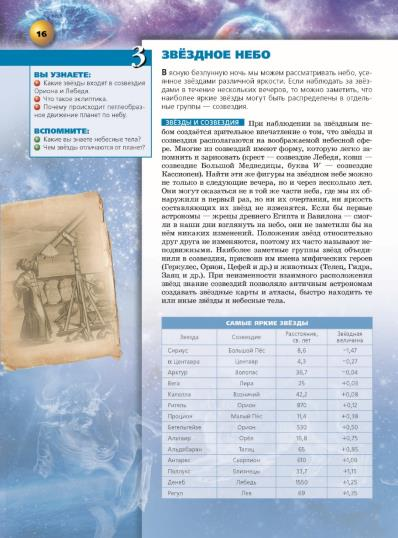 16
3 ЗВЁЗДНОЕ НЕБО
ВЫ УЗНАЕТЕ:
Какие звёзды входят в созвездия
Ориона и Лебедя.
Что такое эклиптика.
Почему происходит петлеобраз-
ное движение планет по небу.
ВСПОМНИТЕ:
Как вы знаете небесные тела?
Чем звёзды отличаются от планет?
В ясную безлунную ночь мы можем рассматривать небо, усе-
янное звёздами различной яркости. Если наблюдать за звёз-
дами в течение нескольких вечеров, то можно заметить, что
наиболее яркие звёзды могут быть распределены в отдель-
ные группы — созвездия.
ЗВЁЗДЫ И СОЗВЕЗДИЯ При наблюдении за звёздным не-
бом создаётся зрительное впечатление о том, что звёзды и
созвездия располагаются на воображаемой небесной сфе-
ре. Многие из созвездий имеют форму, которую легко за-
помнить и зарисовать (крест — созвездие Лебедя, ковш —
созвездие Большой Медведицы, буква W — созвездие
Кассиопеи). Найти эти же фигуры на звёздном небе можно
не только в следующие вечера, но и через несколько лет.
Они могут оказаться не в той же части неба, где мы их об-
наружили в первый раз, но ни их очертания, ни яркость
составляющих их звёзд не изменятся. Если бы первые
астрономы — жрецы древнего Египта и Вавилона — смог-
ли в наши дни взглянуть на небо, они не заметили бы на
нём никаких изменений. Положения звёзд относительно
друг друга не изменяются, поэтому их часто называют не-
подвижными. Наиболее заметные группы звёзд объеди-
нили в созвездия, присвоив им имена мифических героев
(Геркулес, Орион, Цефей и др.) и животных (Телец, Гидра,
Заяц и др.). При неизменности взаимного расположения
звёзд знание созвездий позволяло античным астрономам
создавать звёздные карты и атласы, быстро находить те
или иные звёзды и небесные тела.
САМЫЕ ЯРКИЕ ЗВЁЗДЫ
Звезда Созвездие Расстояние, св. лет Звёздная величина
Сириус Большой Пёс 8,6 −1,47
α Центавра Центавр 4,3 −0,27
Арктур Волопас 36,7 −0,04
Вега Лира 25 +0,03
Капелла Возничий 42,2 +0,08
Ригель Орион 870 +0,12
Процион Малый Пёс 11,4 +0,38
Бетельгейзе Орион 530 +0,50
Альтаир Орёл 16,8 +0,75
Альдебаран Телец 65 +0,85
Антарес Скорпион 610 +1,09
Поллукс Близнецы 33,7 +1,15
Денеб Лебедь 1550 +1,25
Регул Лев 69 +1,35